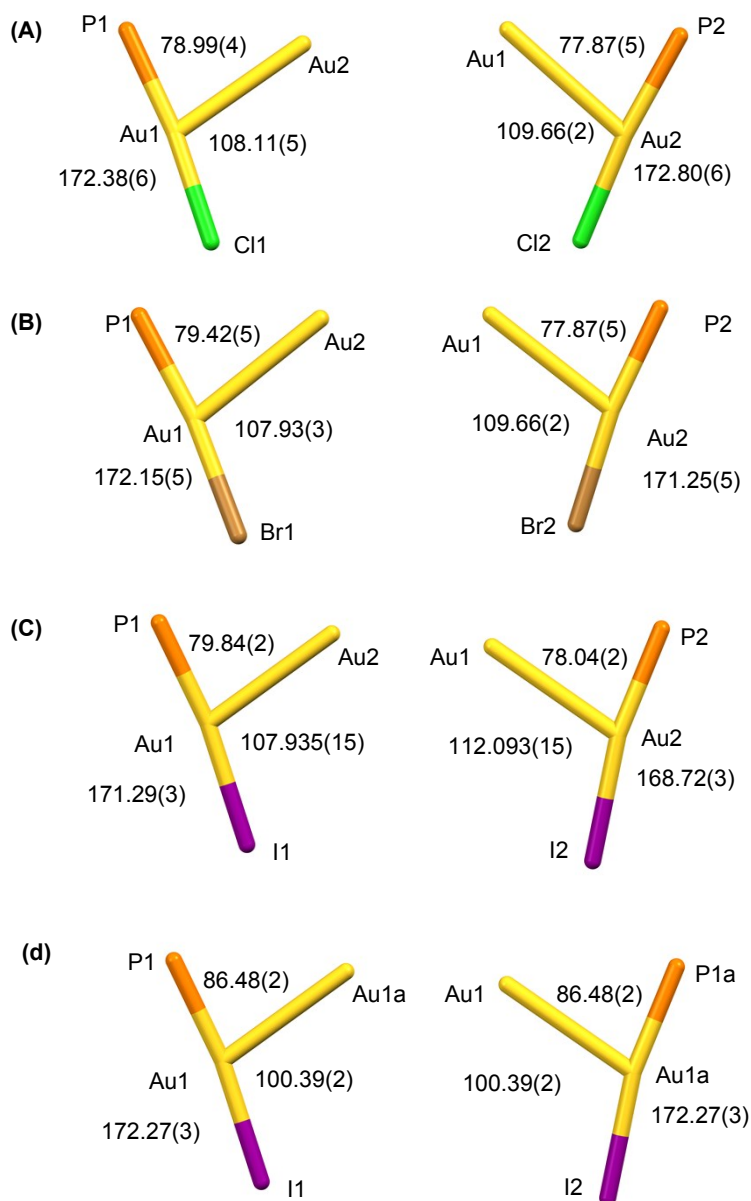 (A)
P1
78.99(4)
Au2
Au1
108.11(5)
172.38(6)
Cl1
Au1
77.87(5)
P2
109.66(2)
Au2
172.80(6)
Cl2
(B)
P1
79.42(5)
Au2
Au1
107.93(3)
172.15(5)
Br1
Au1
77.87(5)
P2
109.66(2)
Au2
171.25(5)
Br2
(C)
P1
79.84(2)
Au2
Au1
107.935(15)
171.29(3)
I1
Au1
78.04(2)
P2
112.093(15)
Au2
168.72(3)
I2
(d)
P1
86.48(2)
Au1a
Au1
100.39(2)
172.27(3)
I1
Au1
86.48(2)
P1a
100.39(2)
Au1a
172.27(3)
I2